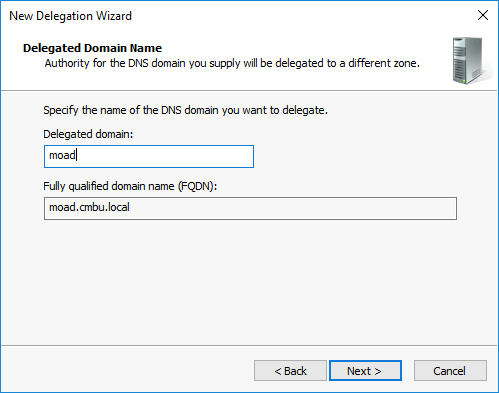 New Delegation Wizard
Delegated Domain Name
Authority for the DNS domain you supply will be delegated to a different zone.
Specify the name of the DNS domain you want to delegate.
Delegated domain:
moad
Fully qualified domain name (FQDN):
moad.cmbu.local
< Back Next > Cancel